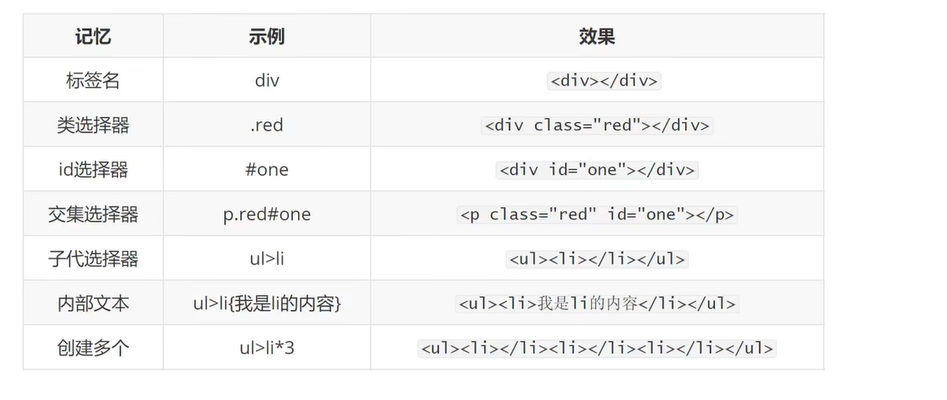 记忆 示例 效果
标签名 div <div></div>
类选择器 .red <div class="red"></div>
id选择器 #one <div id="one"></div>
交集选择器 p.red#one <p class="red" id="one"></p>
子代选择器 ul>li <ul><li></li></ul>
内部文本 ul>li{我是li的内容} <ul><li>我是li的内容</li></ul>
创建多个 ul>li*3 <ul><li></li><li></li><li></li></ul>